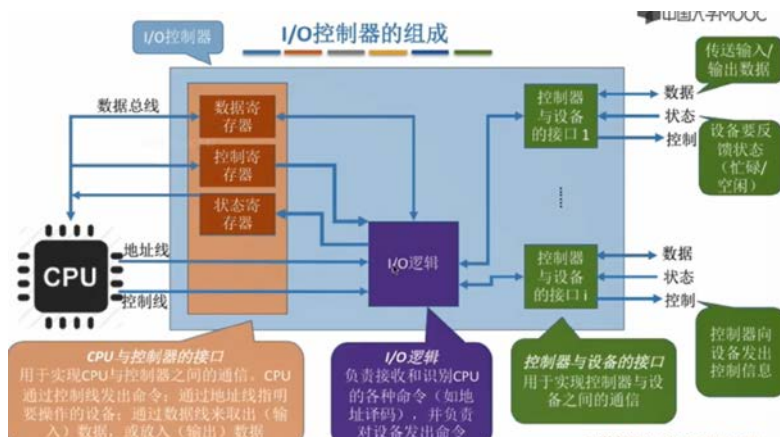 中国大学MOOC
I/O控制器的组成
I/O控制器
数据总线
数据寄
存器
控制寄
存器
状态寄
存器
CPU
地址线
控制线
I/O逻辑
控制器
与设备
的接口 1
数据
状态
控制
传送输入/
输出数据
设备要反
馈状态
（忙碌/
空闲）
控制器
与设备
的接口 i
数据
状态
控制
控制器向
设备发出
控制信息
CPU与控制器的接口
用于实现CPU与控制器之间的通信。CPU
通过控制线发出命令；通过地址线指明
要操作的设备；通过数据线来取出（输
入）数据，或放入（输出）数据
I/O逻辑
负责接收和识别CPU
的各种命令（如地
址译码），并负责
对设备发出命令
控制器与设备的接口
用于实现控制器与设
备之间的通信